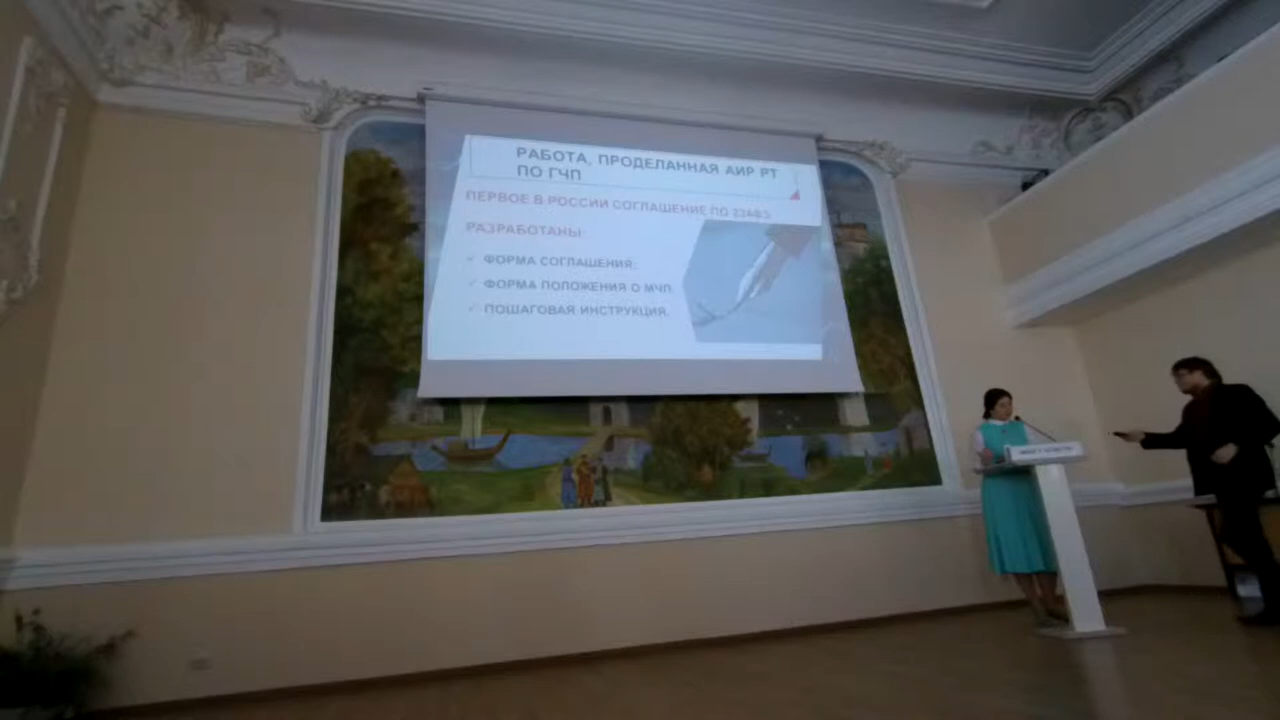 РАБОТА, ПРОДЕЛАННАЯ АИР РТ
ПО ГЧП
ПЕРВОЕ В РОССИИ СОГЛАШЕНИЕ ПО 224ФЗ
РАЗРАБОТАНЫ:
ФОРМА СОГЛАШЕНИЯ;
ФОРМА ПОЛОЖЕНИЯ О МЧП
ПОШАГОВАЯ ИНСТРУКЦИЯ.